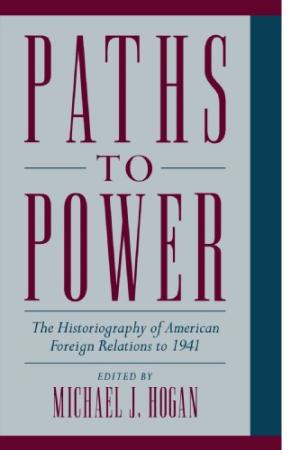 PATHS
TO
POWER
The Historiography of American
Foreign Relations to 1941
EDITED BY
MICHAEL J. HOGAN